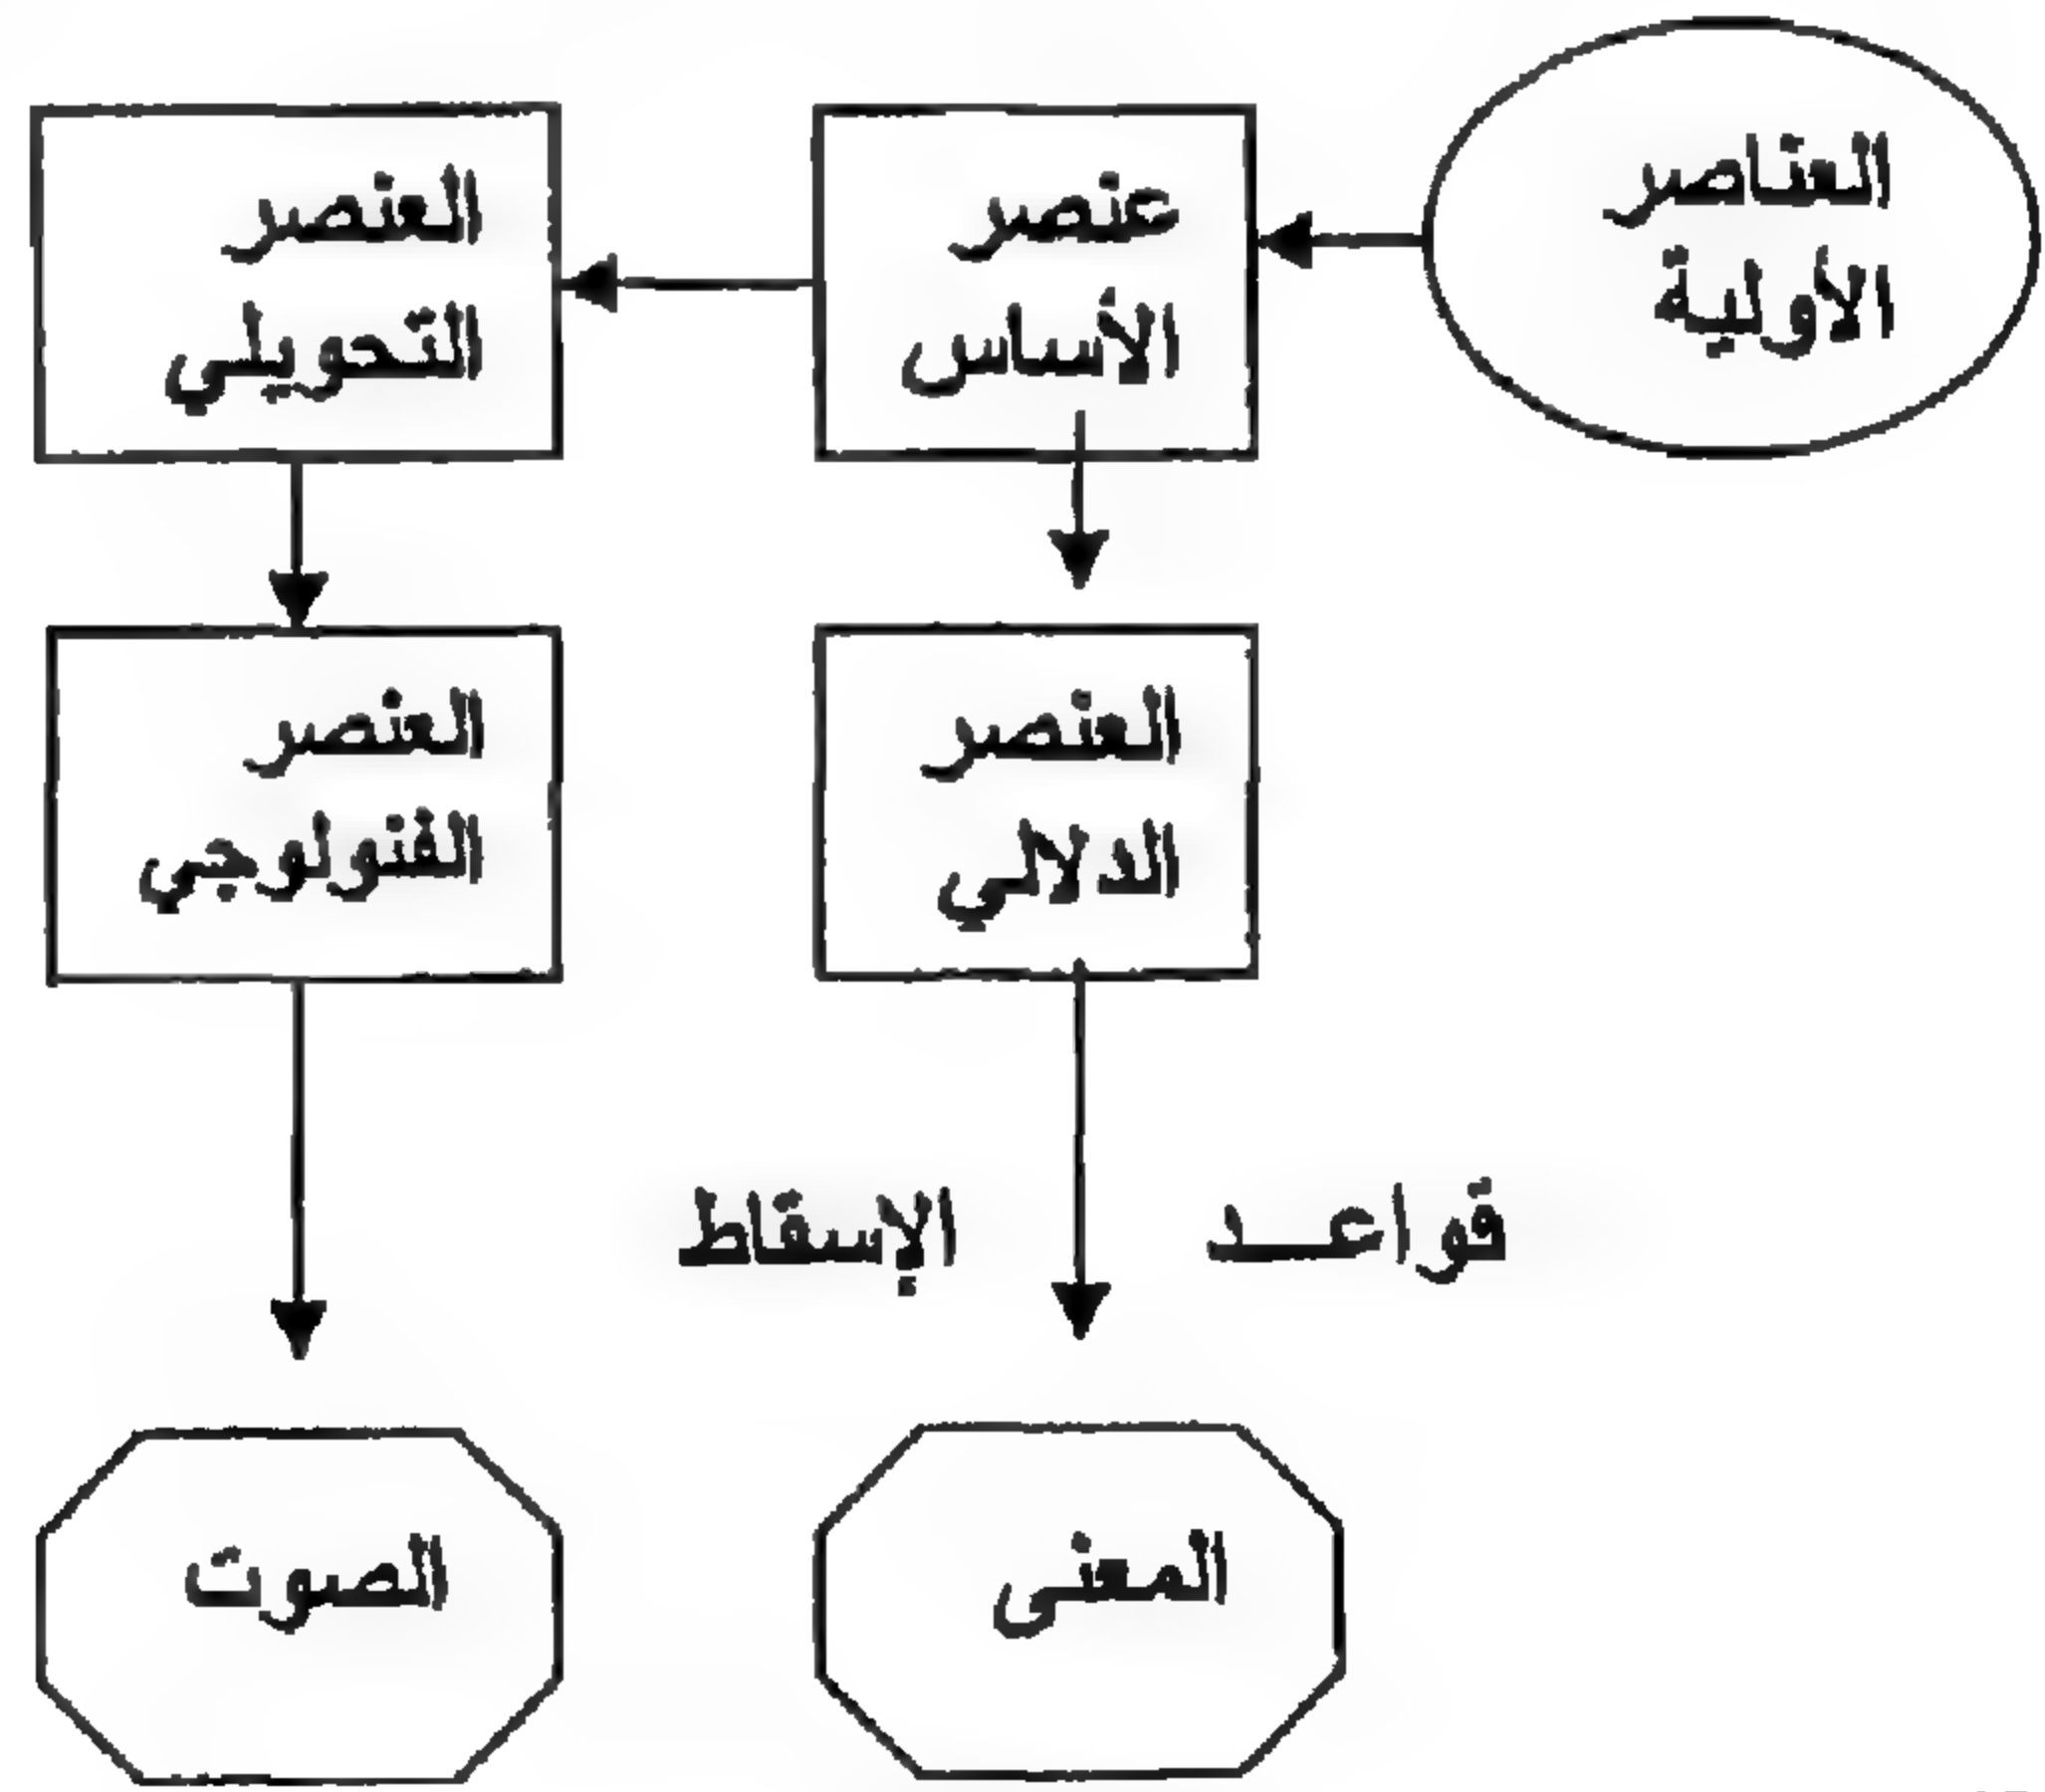 العناصر
الأولية
عنصر
الأساس
العنصر
التحويلي
العنصر
الدلالي
العنصر
الفنولوجي
قواعـــد
الإسقاط
المعنى
الصوت